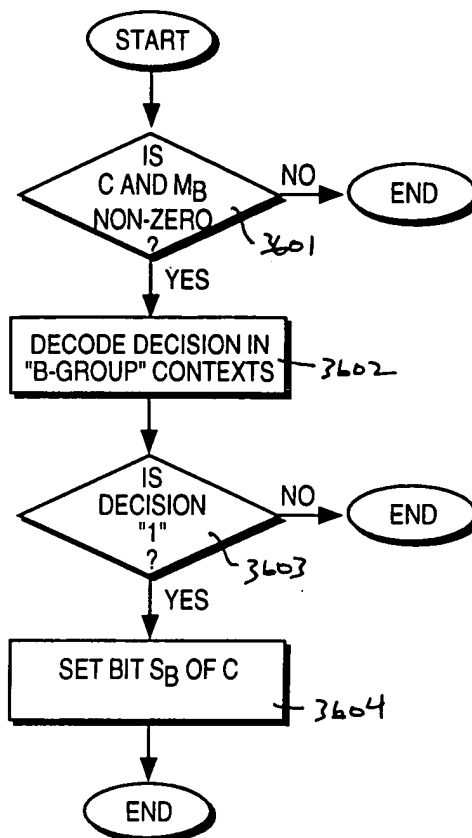 START
IS
C AND MB
NON-ZERO
?
NO
END
3601
YES
DECODE DECISION IN
"B-GROUP" CONTEXTS
3602
IS
DECISION
"1"
?
NO
END
3603
YES
SET BIT SB OF C
3604
END